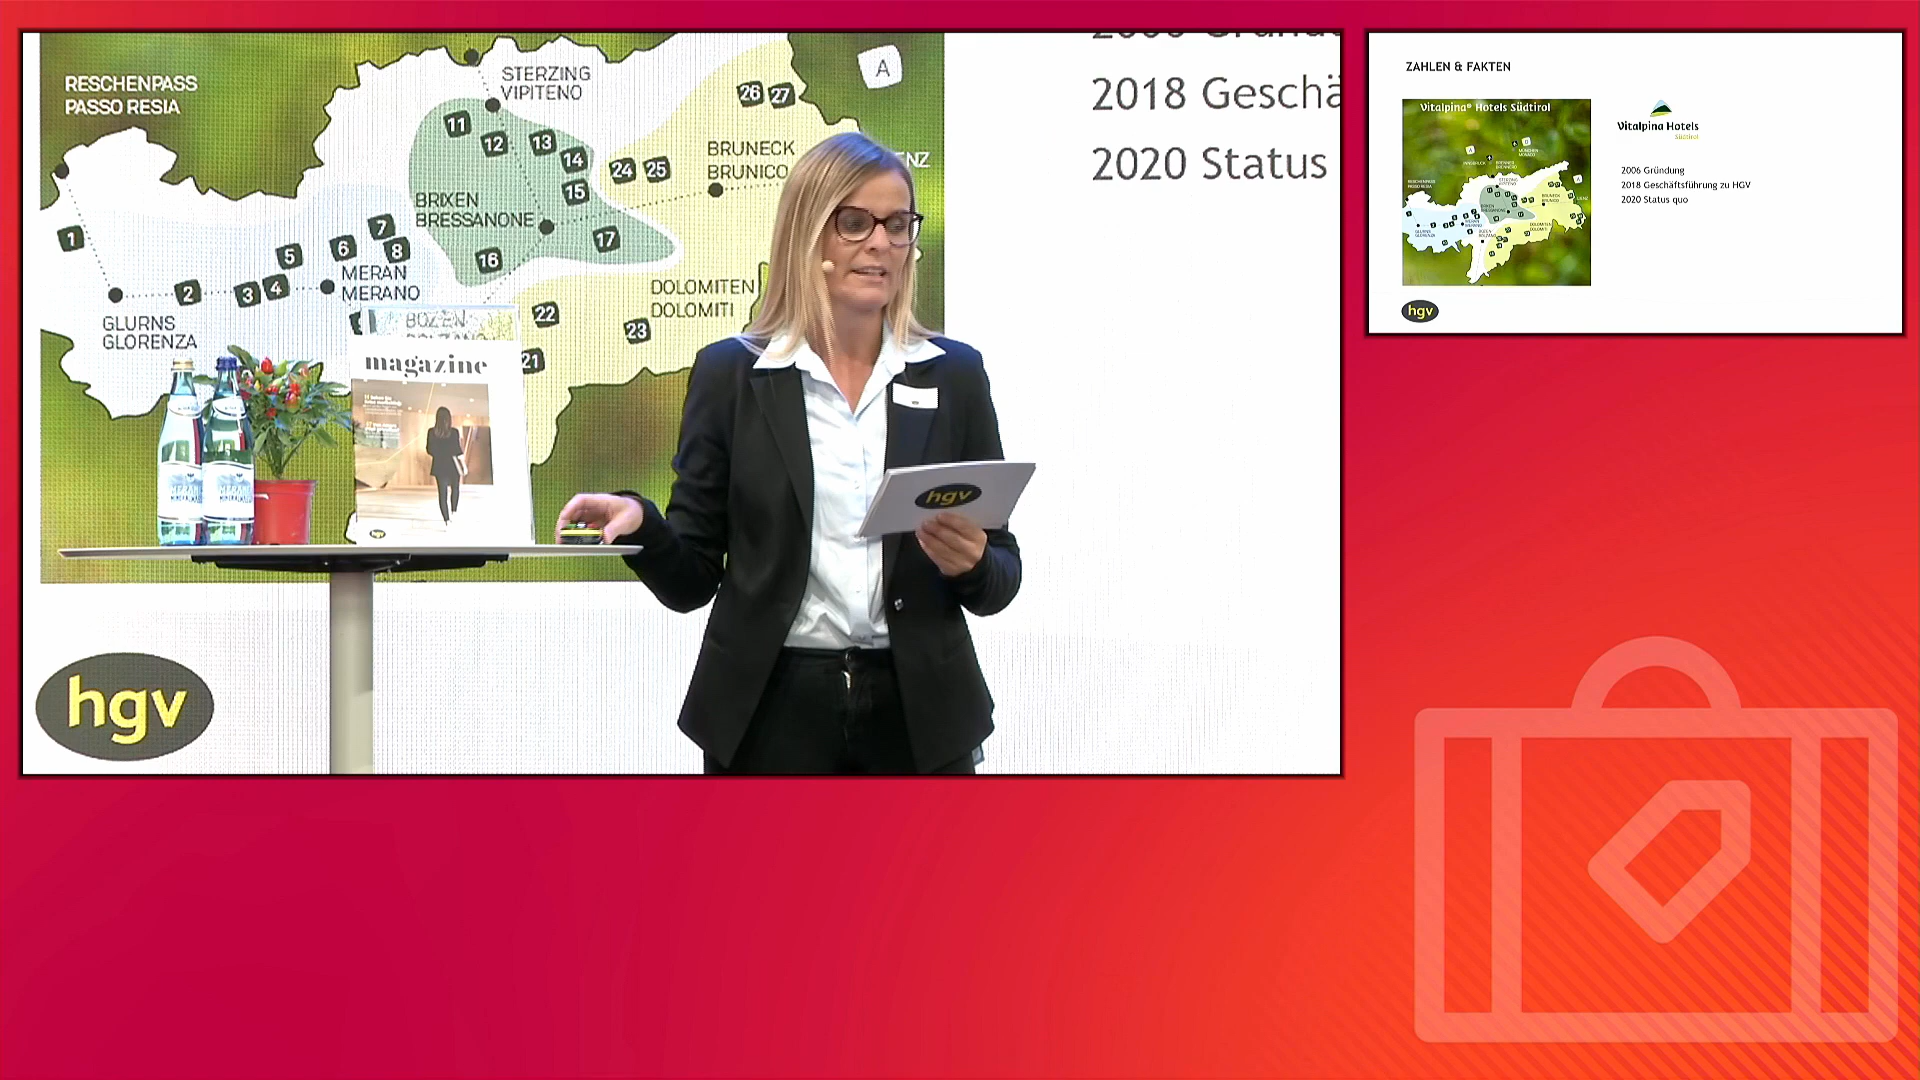 RESCHENPASS
PASSO RESIA
STERZING
VIPITENO
BRIXEN
BRESSANONE
BRUNECK
BRUNICO
MERAN
MERANO
GLURNS
GLORENZA
BOZEN
DOLOMITEN
DOLOMITI
ENZ
A
1
2
3
4
5
6
7
8
11
12
13
14
15
16
17
21
22
23
24
25
26
27
2018 Geschä
2020 Status
magazine
hgv
hgv
ZAHLEN & FAKTEN
Vitalpina® Hotels Südtirol
Vitalpina Hotels
Südtirol
2006 Gründung
2018 Geschäftsführung zu HGV
2020 Status quo
hgv